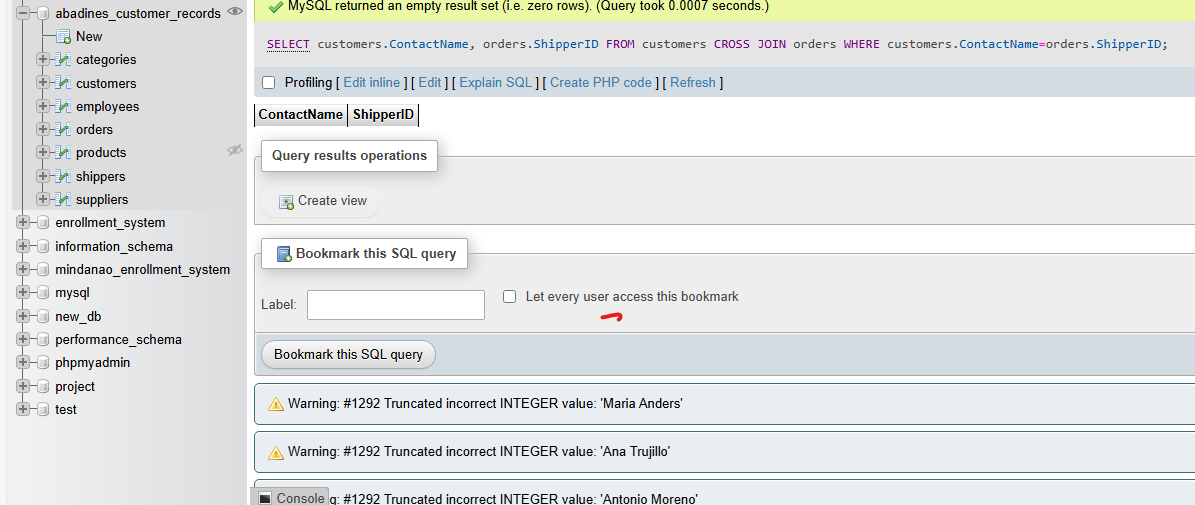 abadines_customer_records
New
categories
customers
employees
orders
products
shippers
suppliers
enrollment_system
information_schema
mindanao_enrollment_system
mysql
new_db
performance_schema
phpmyadmin
project
test
MySQL returned an empty result set (i.e. zero rows). (Query took 0.0007 seconds.)
SELECT customers.ContactName, orders.ShipperID FROM customers CROSS JOIN orders WHERE customers.ContactName=orders.ShipperID;
Profiling [ Edit inline ] [ Edit ] [ Explain SQL ] [ Create PHP code ] [ Refresh ]
ContactName ShipperID
Query results operations
Create view
Bookmark this SQL query
Label: Let every user access this bookmark
Bookmark this SQL query
Warning: #1292 Truncated incorrect INTEGER value: 'Maria Anders'
Warning: #1292 Truncated incorrect INTEGER value: 'Ana Trujillo'
Console g: #1292 Truncated incorrect INTEGER value: 'Antonio Moreno'